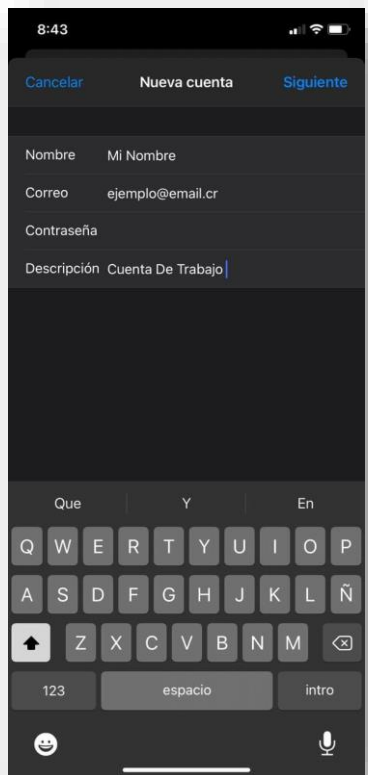 8:43
Cancelar Nueva cuenta Siguiente
Nombre Mi Nombre
Correo ejemplo@email.cr
Contraseña
Descripción Cuenta De Trabajo
Que Y En
Q W E R T Y U I O P
A S D F G H J K L Ñ
Z X C V B N M
123 espacio intro